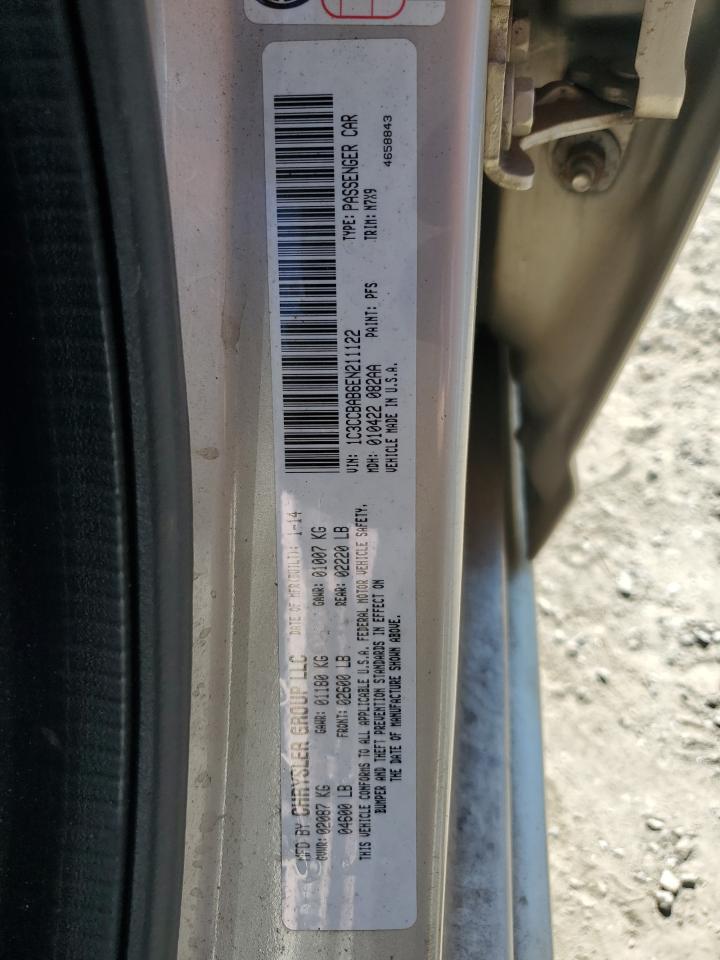 MFD BY CHRYSLER GROUP LLC DATE OF MFR/BUILT: 1-14
GVWR: 02087 KG GAWR: 01180 KG GAWR: 01007 KG
04600 LB FRONT: 02600 LB REAR: 02220 LB
THIS VEHICLE CONFORMS TO ALL APPLICABLE U.S.A. FEDERAL MOTOR VEHICLE SAFETY,
BUMPER AND THEFT PREVENTION STANDARDS IN EFFECT ON
THE DATE OF MANUFACTURE SHOWN ABOVE.
VIN: 1C3CCBAB6EN211122 TYPE: PASSENGER CAR
MDH: 010422 082AA PAINT: PFS TRIM: M7X9
VEHICLE MADE IN U.S.A. 4658843